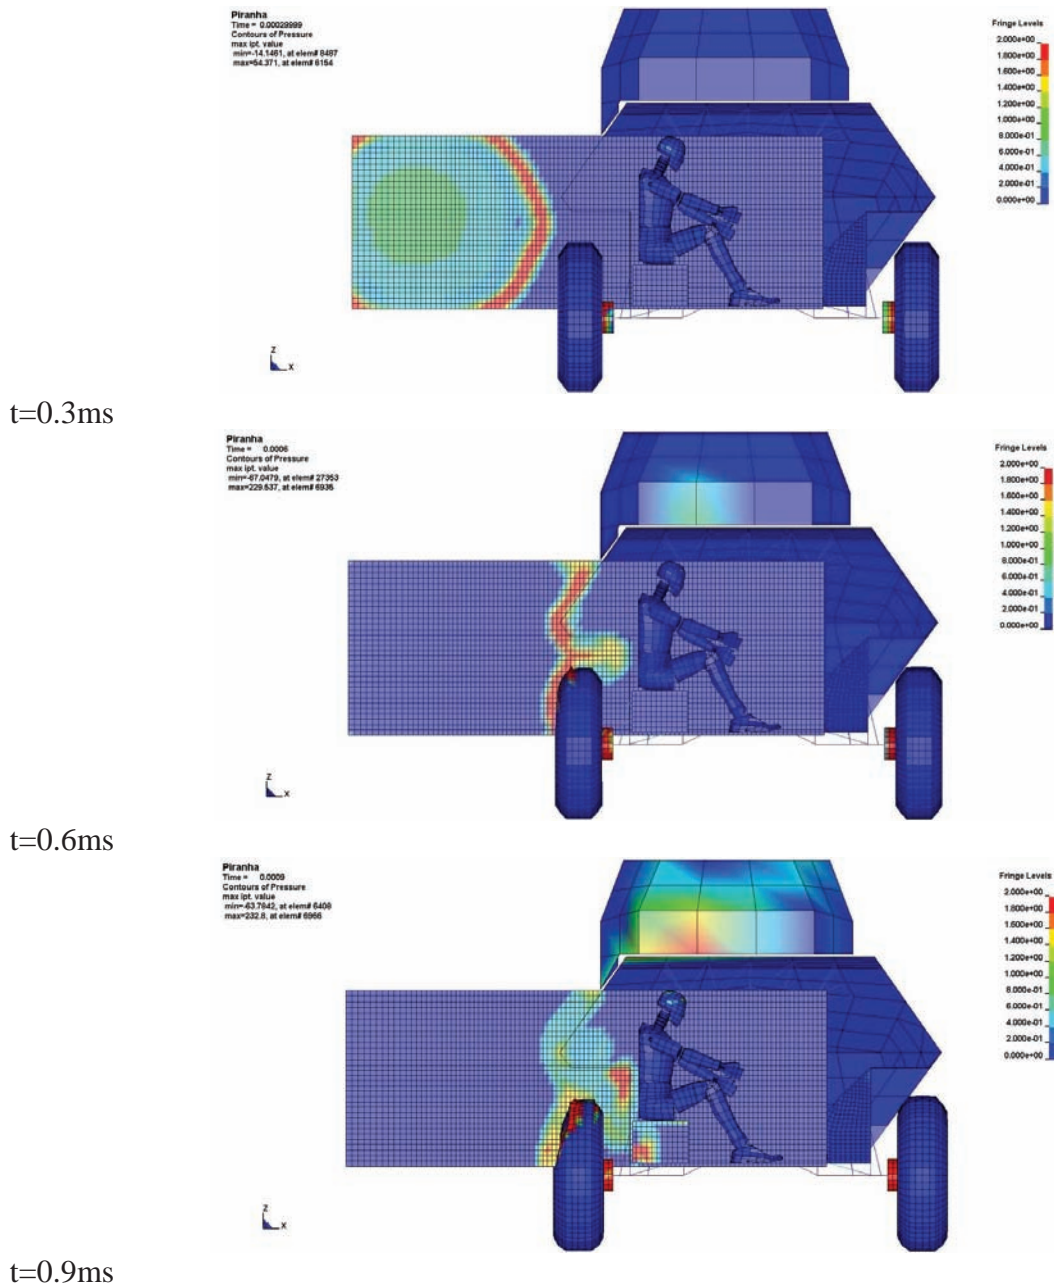 Piranha
Time = 0.00029999
Contours of Pressure
max ipt. value
min=-14.1461, at elem# 8487
max=54.371, at elem# 6154
Fringe Levels
2.000e+00
1.800e+00
1.600e+00
1.400e+00
1.200e+00
1.000e+00
8.000e-01
6.000e-01
4.000e-01
2.000e-01
0.000e+00
Z
X
t=0.3ms
Piranha
Time = 0.0006
Contours of Pressure
max ipt. value
min=-67.0479, at elem# 27353
max=229.537, at elem# 6936
Fringe Levels
2.000e+00
1.800e+00
1.600e+00
1.400e+00
1.200e+00
1.000e+00
8.000e-01
6.000e-01
4.000e-01
2.000e-01
0.000e+00
Z
X
t=0.6ms
Piranha
Time = 0.0009
Contours of Pressure
max ipt. value
min=-63.7842, at elem# 6408
max=232.8, at elem# 6966
Fringe Levels
2.000e+00
1.800e+00
1.600e+00
1.400e+00
1.200e+00
1.000e+00
8.000e-01
6.000e-01
4.000e-01
2.000e-01
0.000e+00
Z
X
t=0.9ms